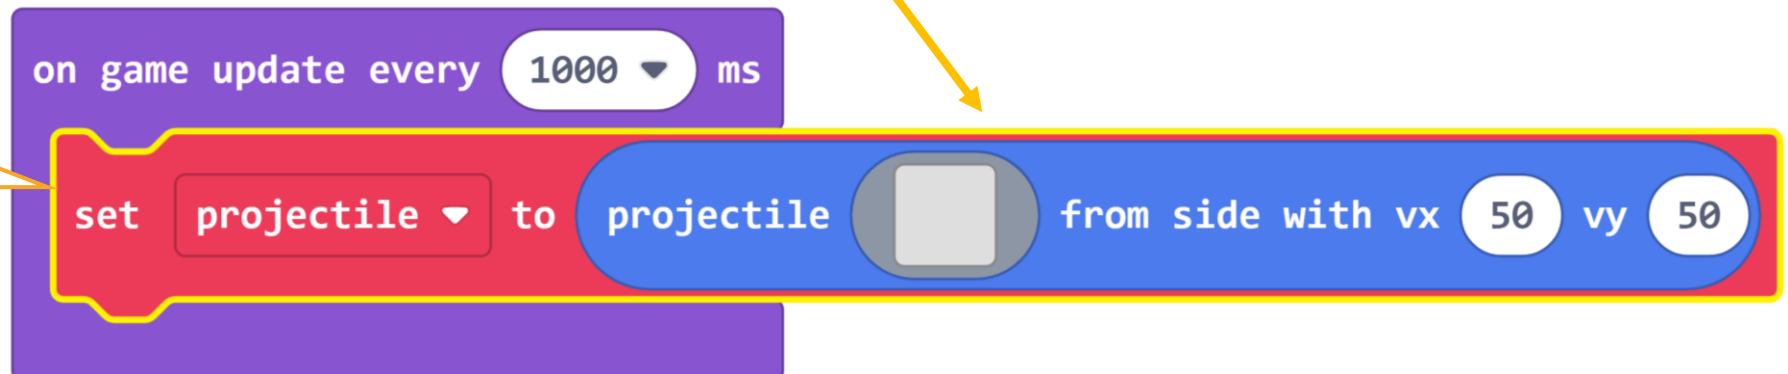 on game update every 1000 ms
set projectile to projectile from side with vx 50 vy 50